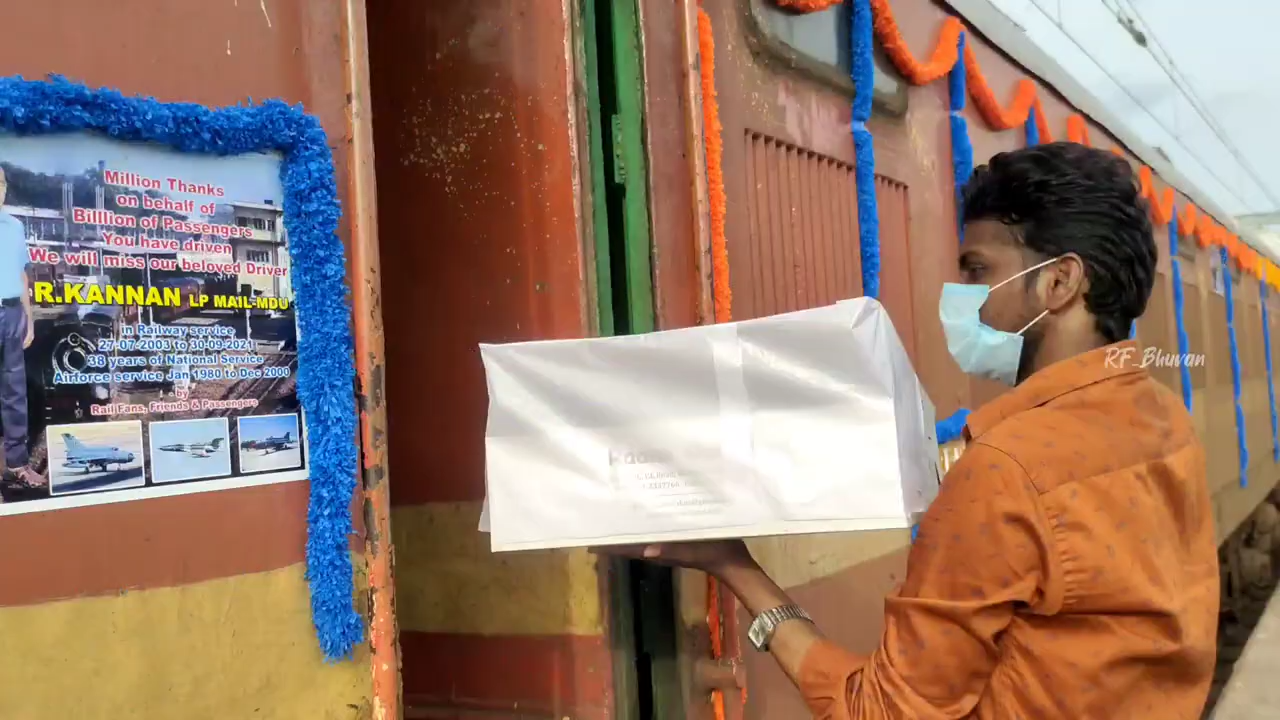 Million Thanks
on behalf of
Billlion of Passengers
You have driven
We will miss our beloved Driver
R.KANNAN LP MAIL-MDU
in Railway service
27-07-2003 to 30-09-2021
38 years of National Service
Airforce service Jan 1980 to Dec 2000
by
Rail Fans, Friends & Passengers
RF_Bhuvan